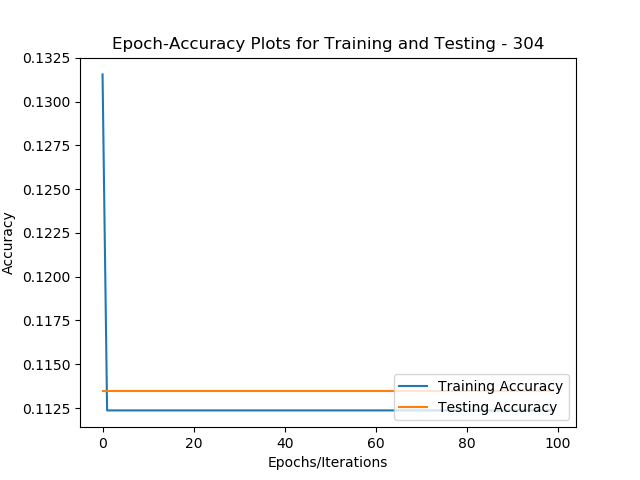 Epoch-Accuracy Plots for Training and Testing - 304
0.1325
0.1300
0.1275
0.1250
0.1225
0.1200
0.1175
0.1150
0.1125
Accuracy
Training Accuracy
Testing Accuracy
0 20 40 60 80 100
Epochs/Iterations